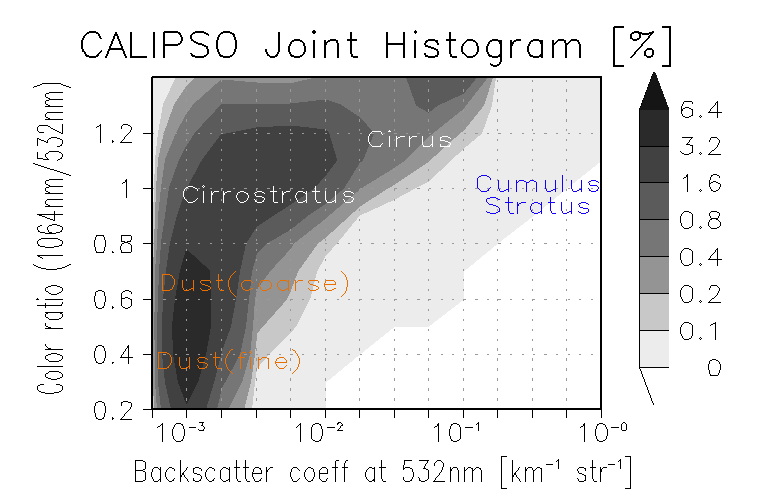 CALIPSO Joint Histogram [%]
Color ratio (1064nm/532nm)
1.2
1
0.8
0.6
0.4
0.2
Cirrus
Cumulus
Stratus
Cirrostratus
Dust(coarse)
Dust(fine)
6.4
3.2
1.6
0.8
0.4
0.2
0.1
0
10⁻³ 10⁻² 10⁻¹ 10⁻⁰
Backscatter coeff at 532nm [km⁻¹ str⁻¹]